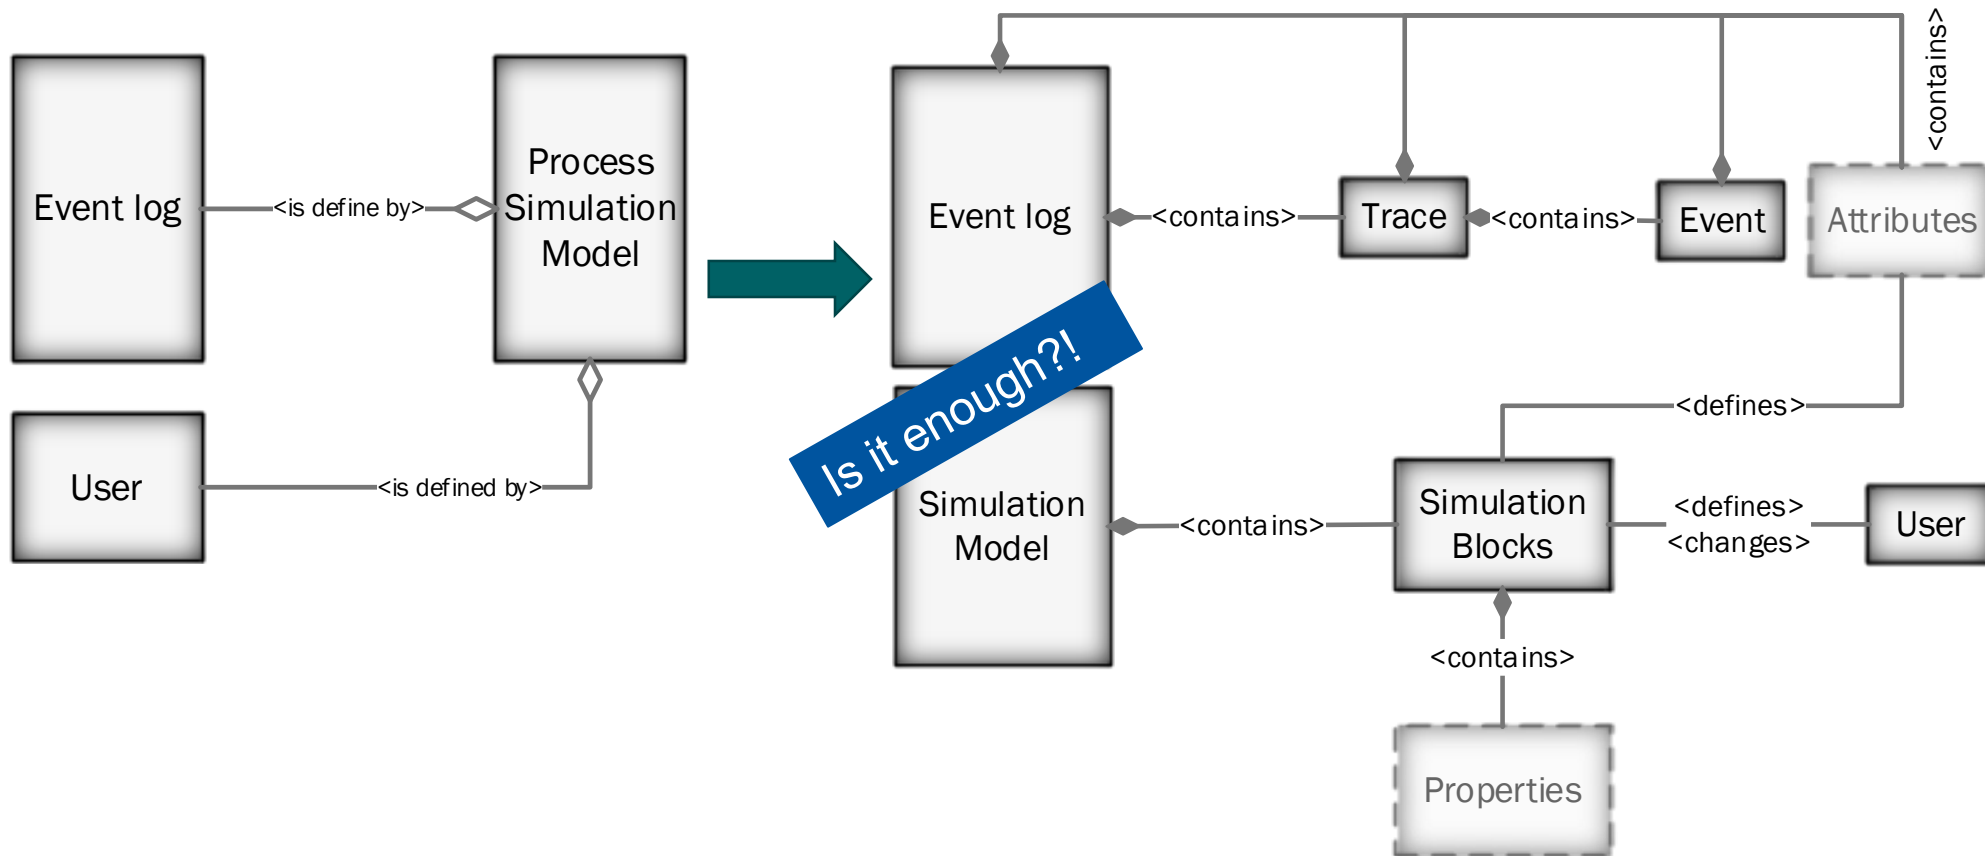 Event log
<is define by>
Process
Simulation
Model
User
<is defined by>
<contains>
Event log
<contains>
Trace
<contains>
Event
Attributes
Is it enough?!
<defines>
Simulation
Model
<contains>
Simulation
Blocks
<defines>
<changes>
User
<contains>
Properties